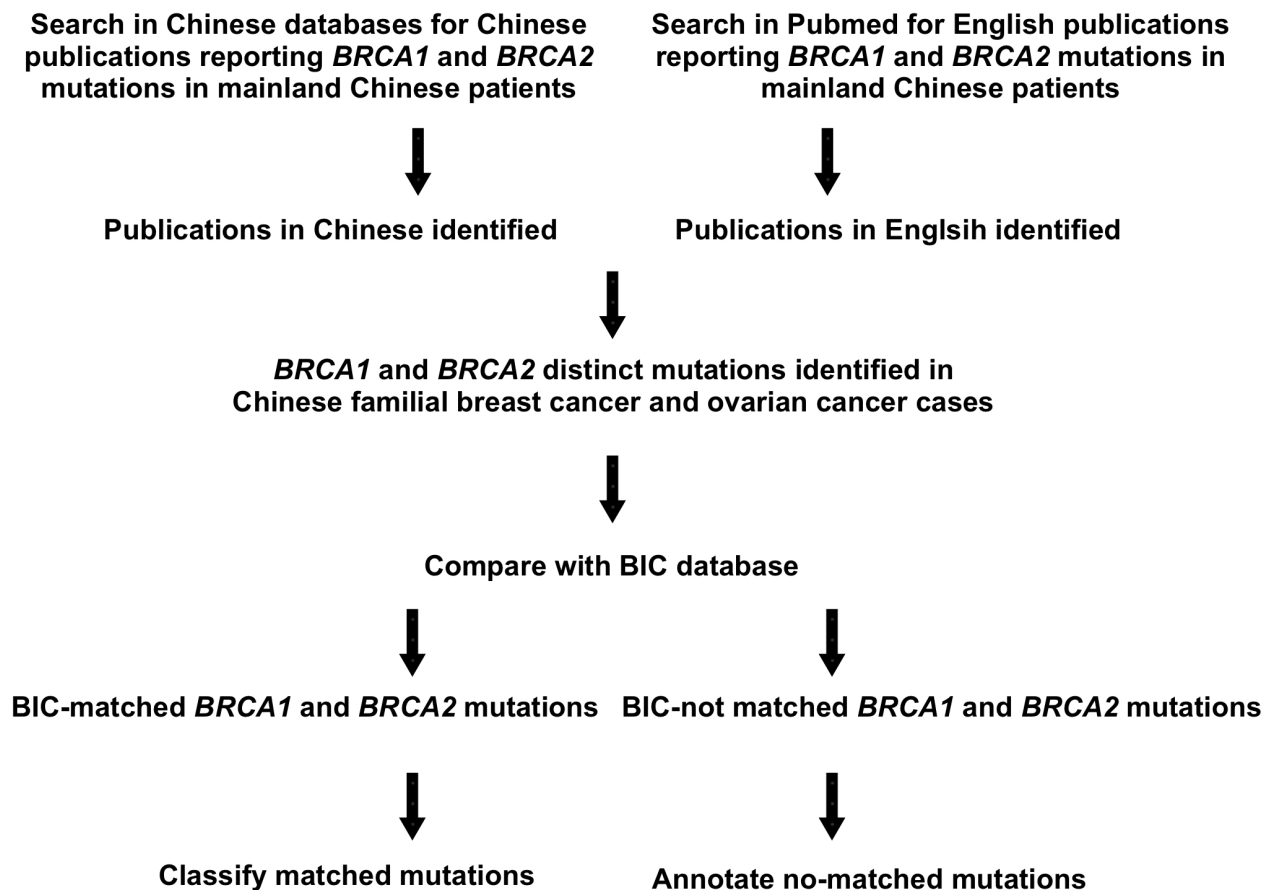 Search in Chinese databases for Chinese
publications reporting BRCA1 and BRCA2
mutations in mainland Chinese patients
Search in Pubmed for English publications
reporting BRCA1 and BRCA2 mutations in
mainland Chinese patients
Publications in Chinese identified
Publications in Englsih identified
BRCA1 and BRCA2 distinct mutations identified in
Chinese familial breast cancer and ovarian cancer cases
Compare with BIC database
BIC-matched BRCA1 and BRCA2 mutations
BIC-not matched BRCA1 and BRCA2 mutations
Classify matched mutations
Annotate no-matched mutations